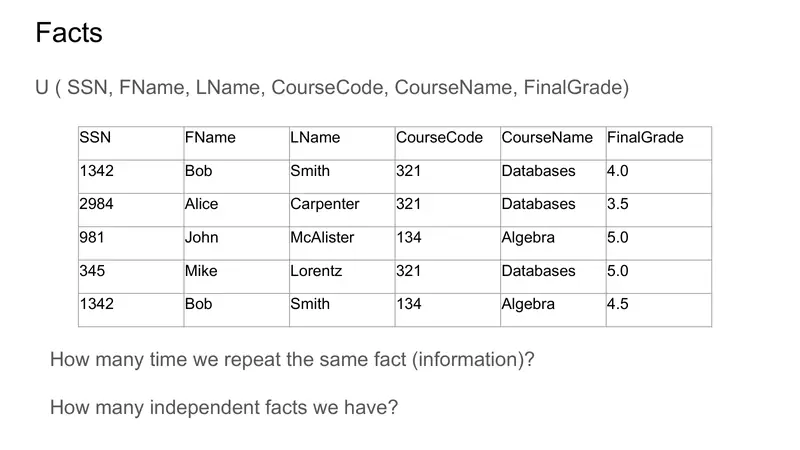 Facts
U ( SSN, FName, LName, CourseCode, CourseName, FinalGrade)
SSN FName LName CourseCode CourseName FinalGrade
1342 Bob Smith 321 Databases 4.0
2984 Alice Carpenter 321 Databases 3.5
981 John McAlister 134 Algebra 5.0
345 Mike Lorentz 321 Databases 5.0
1342 Bob Smith 134 Algebra 4.5
How many time we repeat the same fact (information)?
How many independent facts we have?